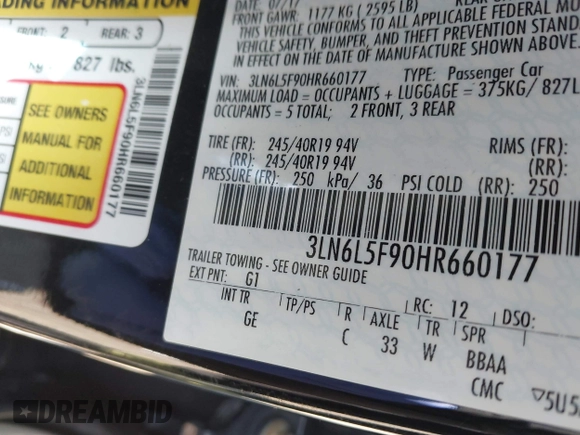 ADING INFORMATION
FRONT: 2 REAR: 3
827 lbs.
SEE OWNERS
MANUAL FOR
ADDITIONAL
INFORMATION
3LN6L5F90HR660177
DATE: 07/17
FRONT GAWR: 1177 KG ( 2595 LB)
THIS VEHICLE CONFORMS TO ALL APPLICABLE FEDERAL MO
VEHICLE SAFETY, BUMPER, AND THEFT PREVENTION STANDA
ON THE DATE OF MANUFACTURE SHOWN ABOVE.
VIN: 3LN6L5F90HR660177 TYPE: Passenger Car
MAXIMUM LOAD = OCCUPANTS + LUGGAGE = 375KG/ 827L
OCCUPANTS = 5 TOTAL; 2 FRONT, 3 REAR
TIRE (FR): 245/40R19 94V RIMS (FR):
(RR): 245/40R19 94V (RR):
PRESSURE (FR): 250 kPa/ 36 PSI COLD (RR): 250
3LN6L5F90HR660177
TRAILER TOWING - SEE OWNER GUIDE
EXT PNT: G1 RC: 12 DSO:
INT TR TP/PS R AXLE TR SPR
GE C 33 W BBAA
CMC 5U5
DREAMBID